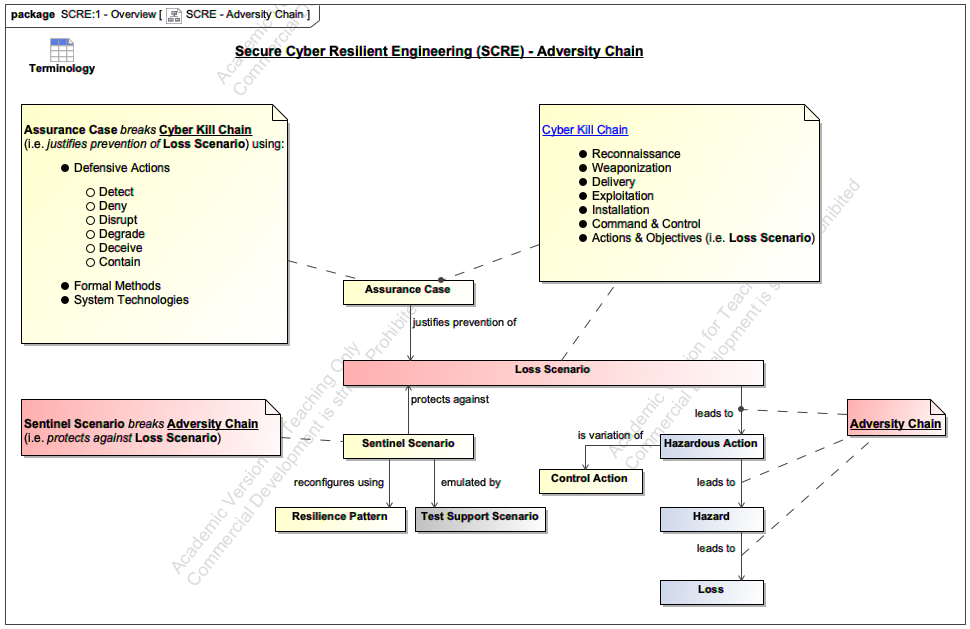 package SCRE:1 - Overview [ SCRE - Adversity Chain ]
Terminology
Secure Cyber Resilient Engineering (SCRE) - Adversity Chain
Assurance Case breaks Cyber Kill Chain
(i.e. justifies prevention of Loss Scenario) using:
Defensive Actions
Detect
Deny
Disrupt
Degrade
Deceive
Contain
Formal Methods
System Technologies
Cyber Kill Chain
Reconnaissance
Weaponization
Delivery
Exploitation
Installation
Command & Control
Actions & Objectives (i.e. Loss Scenario)
Assurance Case
justifies prevention of
Loss Scenario
protects against
leads to
Sentinel Scenario breaks Adversity Chain
(i.e. protects against Loss Scenario)
Adversity Chain
Sentinel Scenario
is variation of
Hazardous Action
Control Action
reconfigures using
emulated by
leads to
Resilience Pattern
Test Support Scenario
Hazard
leads to
Loss
Academic Version for Teaching Only
Commercial Development is strictly Prohibited